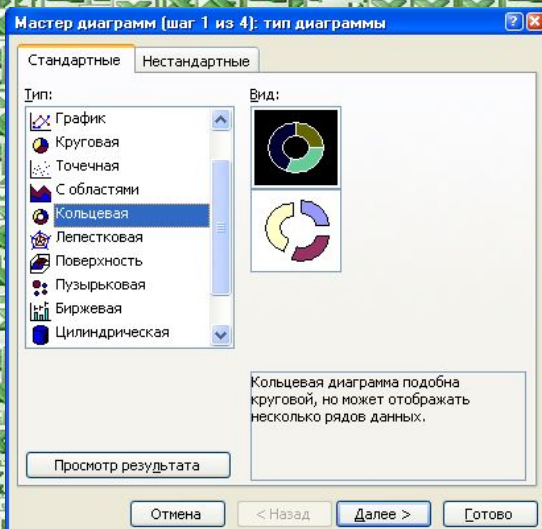 Мастер диаграмм (шаг 1 из 4): тип диаграммы
Стандартные
Нестандартные
Тип:
График
Круговая
Точечная
С областями
Кольцевая
Лепестковая
Поверхность
Пузырьковая
Биржевая
Цилиндрическая
Вид:
Кольцевая диаграмма подобна
круговой, но может отображать
несколько рядов данных.
Просмотр результата
Отмена
< Назад
Далее >
Готово